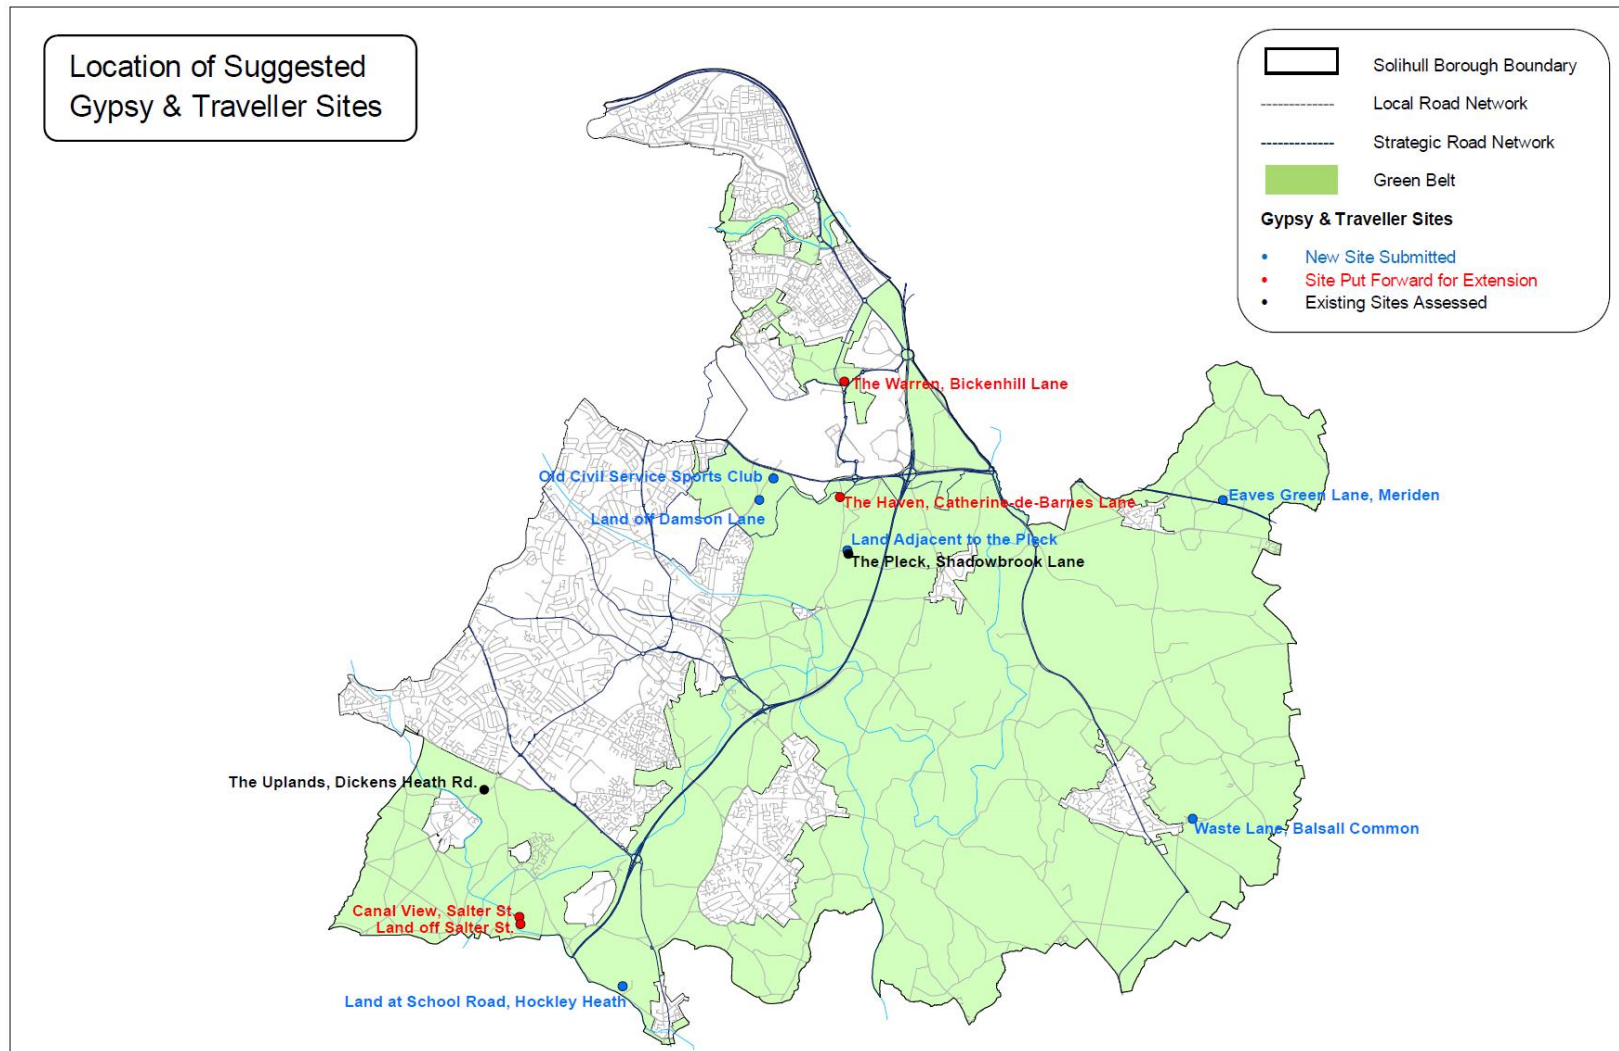 Location of Suggested
Gypsy & Traveller Sites
Solihull Borough Boundary
Local Road Network
Strategic Road Network
Green Belt
Gypsy & Traveller Sites
New Site Submitted
Site Put Forward for Extension
Existing Sites Assessed
The Warren, Bickenhill Lane
Old Civil Service Sports Club
The Haven, Catherine-de-Barnes Lane
Eaves Green Lane, Meriden
Land off Damson Lane
Land Adjacent to the Pleck
The Pleck, Shadowbrook Lane
The Uplands, Dickens Heath Rd.
Waste Lane, Balsall Common
Canal View, Salter St.
Land off Salter St.
Land at School Road, Hockley Heath